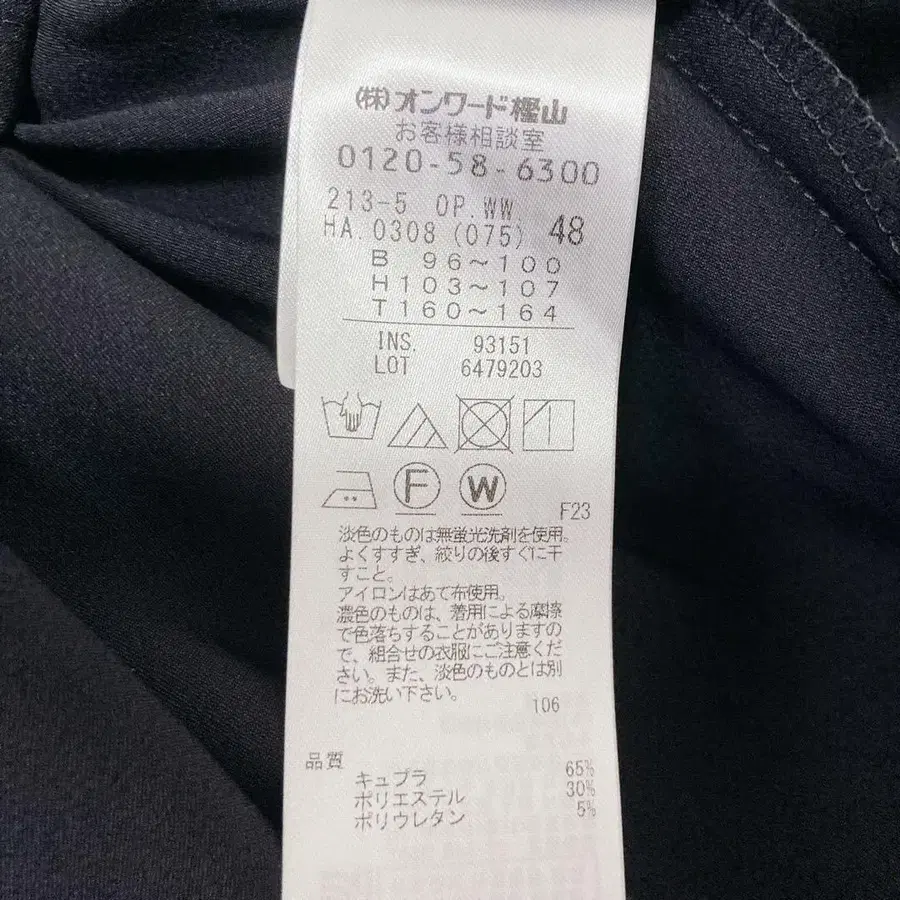 (株)オンワード樫山
お客様相談室
0120-58-6300
213-5 OP.WW.
HA.0308 (075) 48
B 96~100
H 103~107
T 160~164
INS. 93151
LOT 6479203
F
W
F23
淡色のものは無蛍光洗剤を使用。
よくすすぎ、絞りの後すぐに干
すこと。
アイロンはあて布使用。
濃色のものは、着用による摩擦
で色落ちすることがありますの
で、組合せの衣服にご注意くだ
さい。また、淡色のものとは別
にお洗い下さい。
106
品質
キュプラ 65%
ポリエステル 30%
ポリウレタン 5%